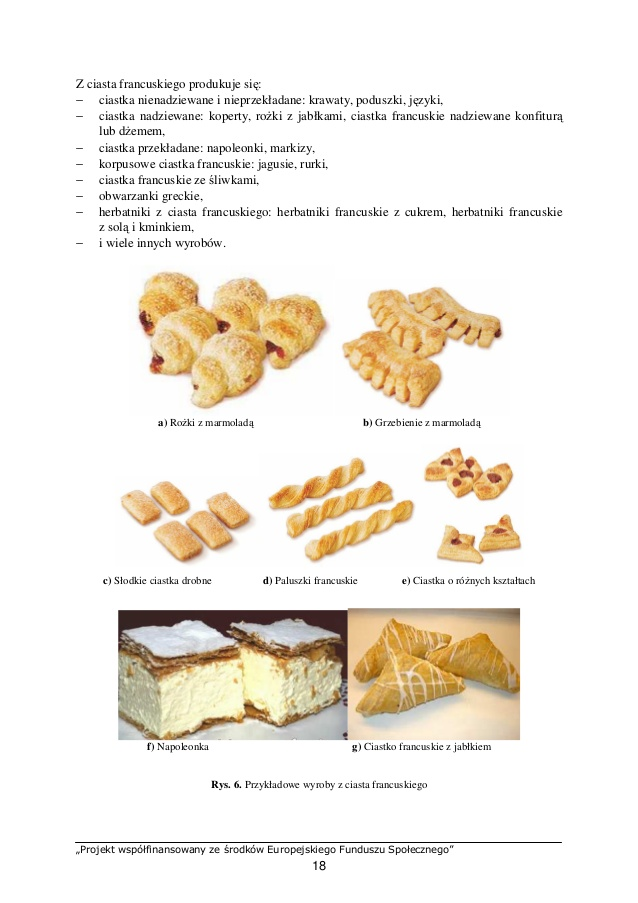 Z ciasta francuskiego produkuje się:
− ciastka nienadziewane i nieprzekładane: krawaty, poduszki, języki,
− ciastka nadziewane: koperty, rożki z jabłkami, ciastka francuskie nadziewane konfiturą
lub dżemem,
− ciastka przekładane: napoleonki, markizy,
− korpusowe ciastka francuskie: jagusie, rurki,
− ciastka francuskie ze śliwkami,
− obwarzanki greckie,
− herbatniki z ciasta francuskiego: herbatniki francuskie z cukrem, herbatniki francuskie
z solą i kminkiem,
− i wiele innych wyrobów.
a) Rożki z marmoladą
b) Grzebienie z marmoladą
c) Słodkie ciastka drobne
d) Paluszki francuskie
e) Ciastka o różnych kształtach
f) Napoleonka
g) Ciastko francuskie z jabłkiem
Rys. 6. Przykładowe wyroby z ciasta francuskiego
„Projekt współfinansowany ze środków Europejskiego Funduszu Społecznego”
18